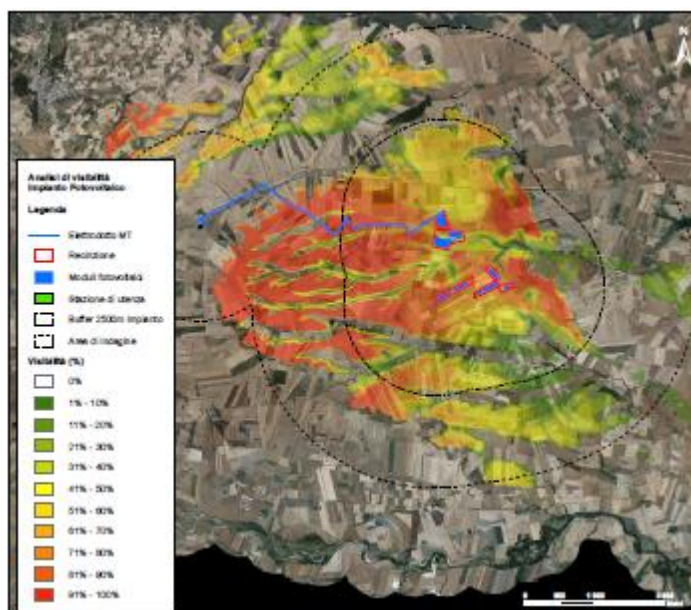 N
Analisi di visibilità
Impianto Fotovoltaico
Legenda
Elettrodotto MT
Recinzione
Moduli fotovoltaici
Stazione di utenza
Buffer 2500m Impianto
Area di indagine
Visibilità (%)
0%
1% - 10%
11% - 20%
21% - 30%
31% - 40%
41% - 50%
51% - 60%
61% - 70%
71% - 80%
81% - 90%
91% - 100%
0